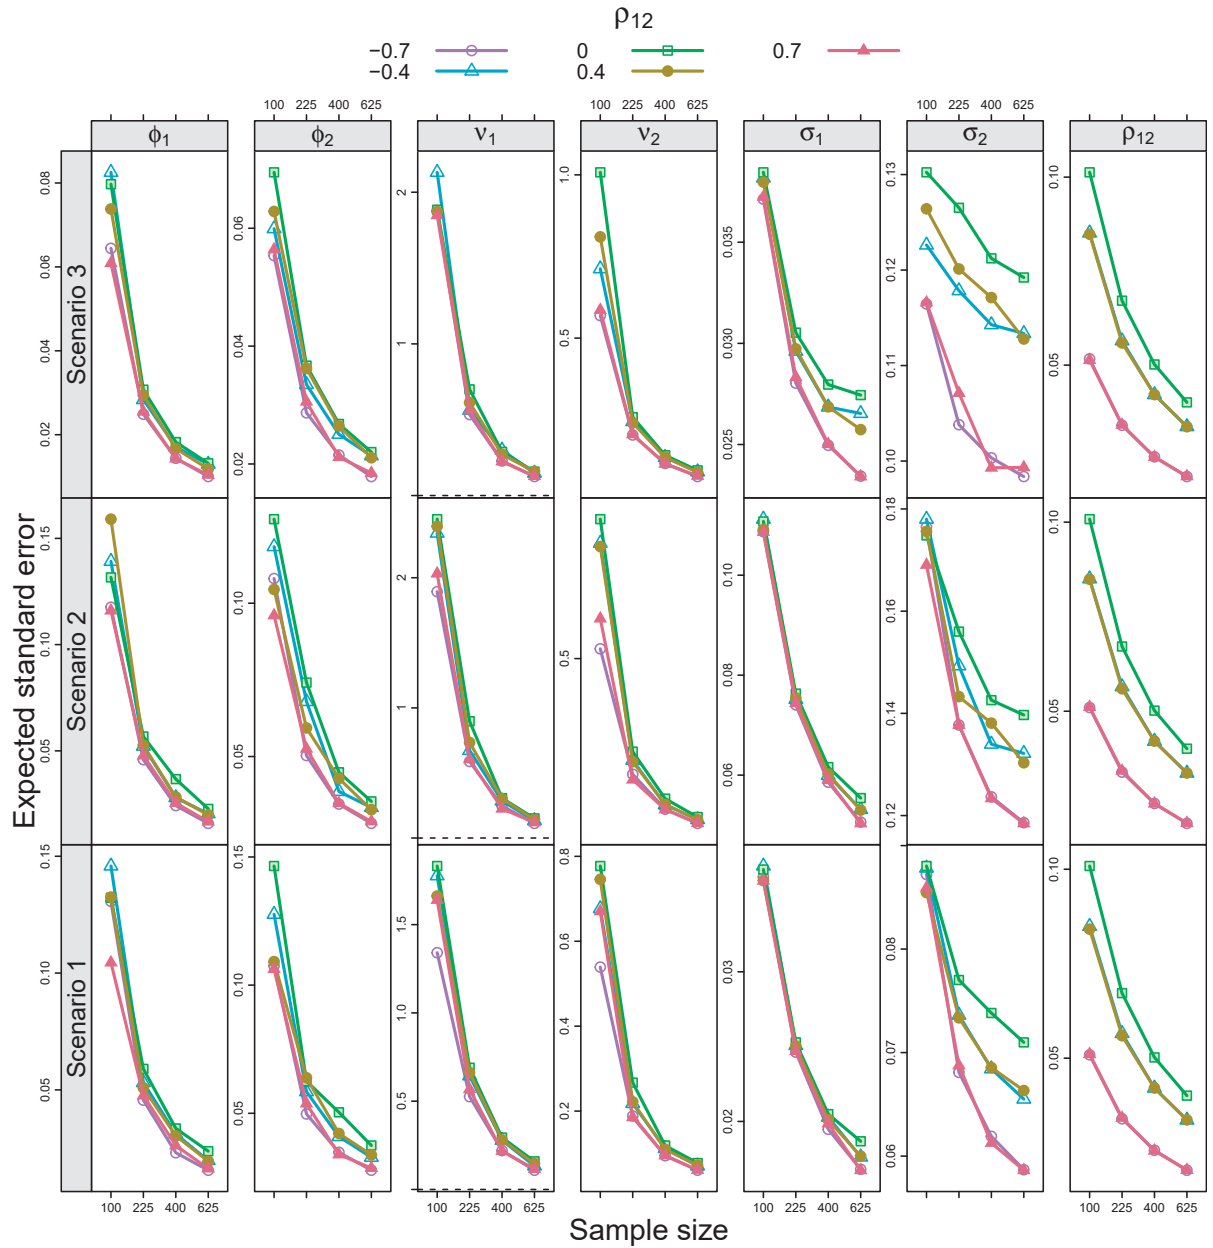 ρ12
−0.7 0 0.7
−0.4 0.4
100 225 400 625 100 225 400 625 100 225 400 625
ϕ1 ϕ2 ν1 ν2 σ1 σ2 ρ12
Expected standard error
Scenario 3
0.02 0.04 0.06 0.08
0.02 0.04 0.06
1 2
0.5 1.0
0.025 0.030 0.035
0.10 0.11 0.12 0.13
0.05 0.10
Scenario 2
0.05 0.10 0.15
0.05 0.10
1 2
0.5
0.06 0.08 0.10
0.12 0.14 0.16 0.18
0.05 0.10
Scenario 1
0.05 0.10 0.15
0.05 0.10 0.15
0.5 1.0 1.5
0.2 0.4 0.6 0.8
0.02 0.03
0.06 0.07 0.08
0.05 0.10
100 225 400 625 100 225 400 625 100 225 400 625 100 225 400 625
Sample size